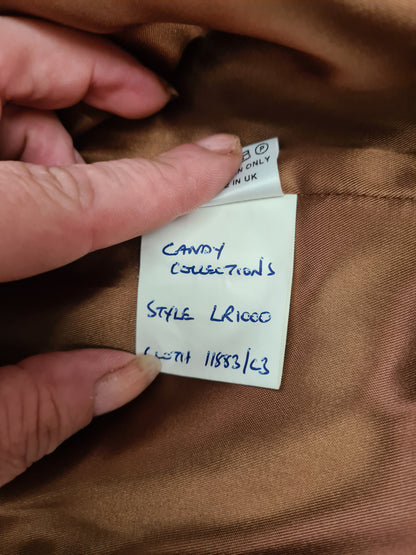 P
ONLY
IN UK
CANDY
COLLECTIONS
STYLE LR1000
CLOTH 11883/C3